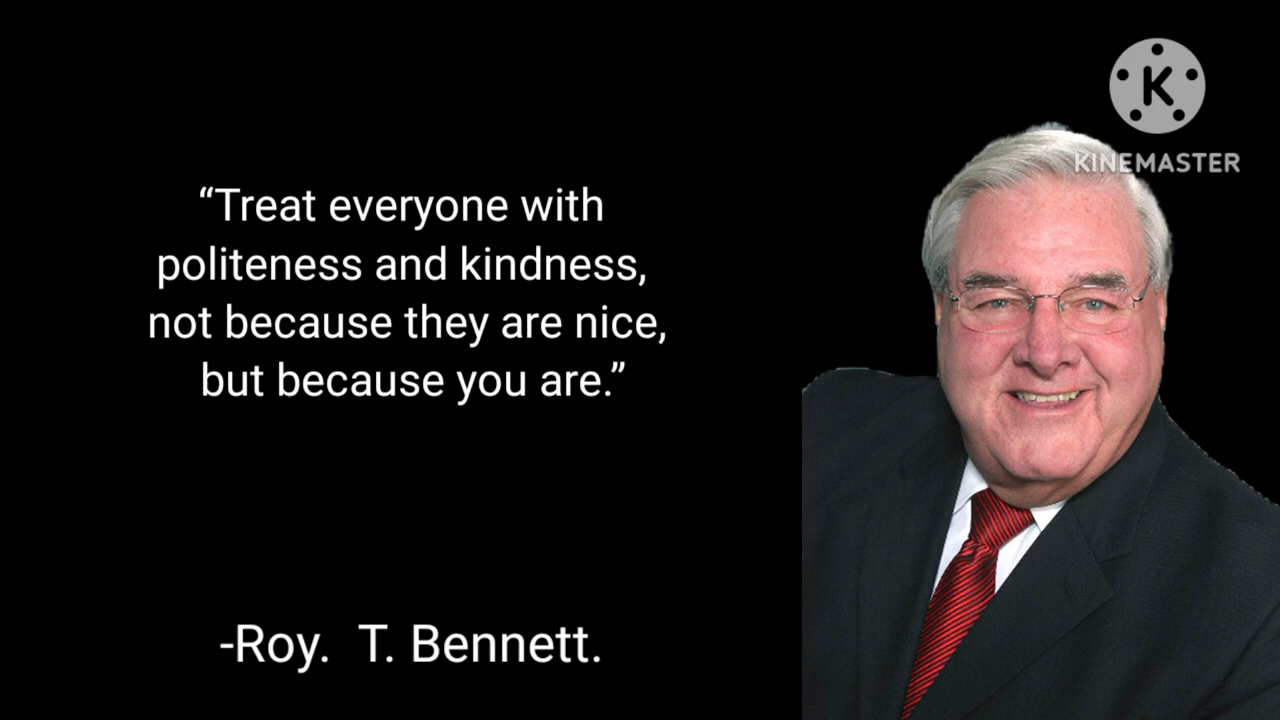 K
KINEMASTER
“Treat everyone with
politeness and kindness,
not because they are nice,
but because you are.”
-Roy.  T. Bennett.